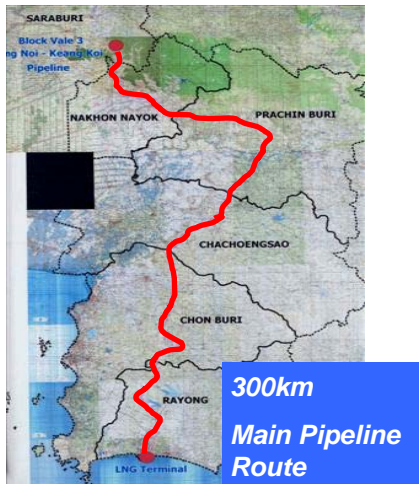 SARABURI
Block Vale 3
ng Noi - Keang Koi
Pipeline
NAKHON NAYOK
PRACHIN BURI
CHACHOENGSAO
CHON BURI
RAYONG
LNG Terminal
300km
Main Pipeline
Route